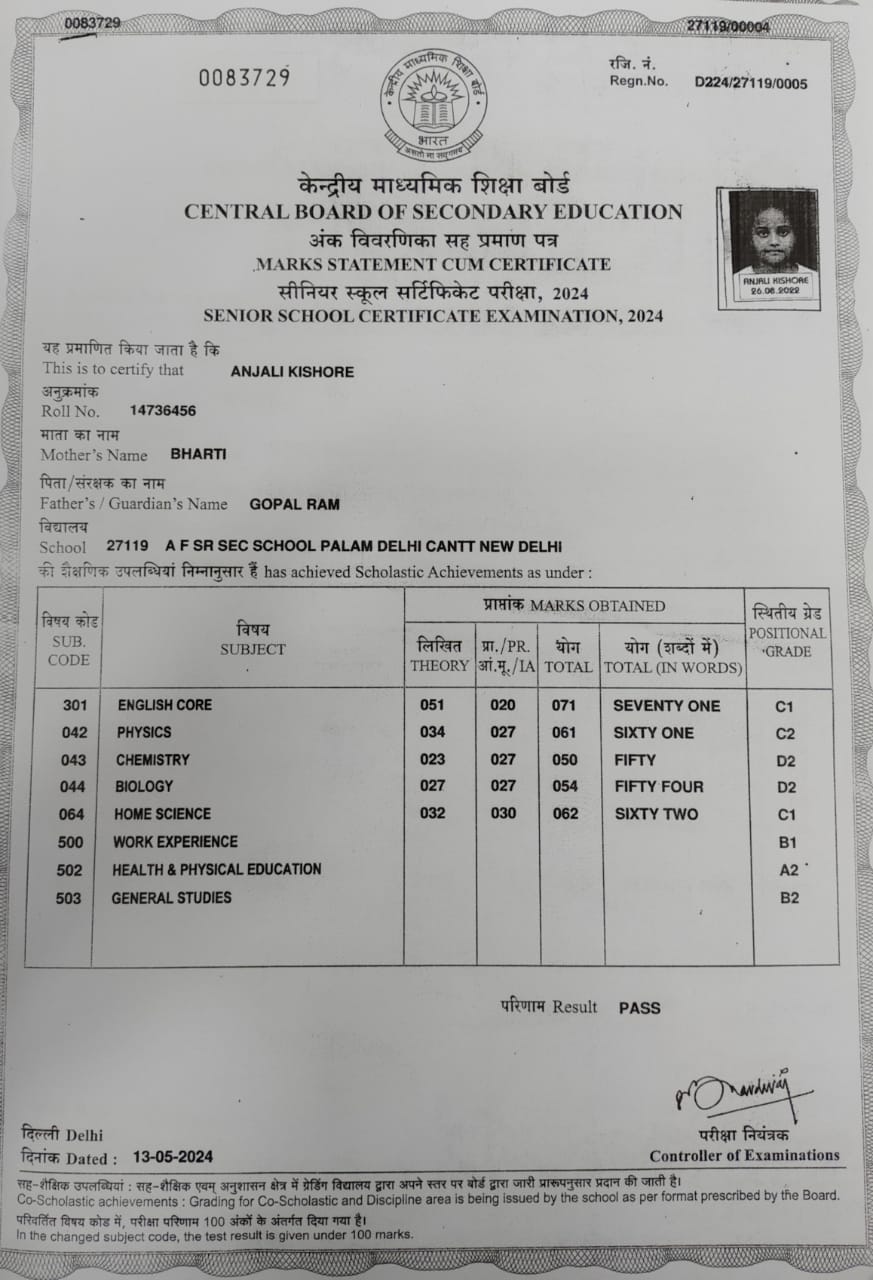 0083729
27119/00004
0083729
रजि. नं.
Regn.No. D224/27119/0005
केन्द्रीय माध्यमिक शिक्षा बोर्ड
भारत
असतो मा सद्गमय
केन्द्रीय माध्यमिक शिक्षा बोर्ड
CENTRAL BOARD OF SECONDARY EDUCATION
अंक विवरणिका सह प्रमाण पत्र
MARKS STATEMENT CUM CERTIFICATE
सीनियर स्कूल सर्टिफिकेट परीक्षा, 2024
SENIOR SCHOOL CERTIFICATE EXAMINATION, 2024
ANJALI KISHORE
26.08.2022
यह प्रमाणित किया जाता है कि
This is to certify that ANJALI KISHORE
अनुक्रमांक
Roll No. 14736456
माता का नाम
Mother's Name BHARTI
पिता/संरक्षक का नाम
Father's / Guardian's Name GOPAL RAM
विद्यालय
School 27119 A F SR SEC SCHOOL PALAM DELHI CANTT NEW DELHI
की शैक्षणिक उपलब्धियां निम्नानुसार हैं has achieved Scholastic Achievements as under :
विषय कोड SUB. CODE
विषय SUBJECT
प्राप्तांक MARKS OBTAINED
लिखित THEORY
प्रा./PR. आं.मू./IA
योग TOTAL
योग (शब्दों में) TOTAL (IN WORDS)
स्थितीय ग्रेड POSITIONAL GRADE
301 ENGLISH CORE 051 020 071 SEVENTY ONE C1
042 PHYSICS 034 027 061 SIXTY ONE C2
043 CHEMISTRY 023 027 050 FIFTY D2
044 BIOLOGY 027 027 054 FIFTY FOUR D2
064 HOME SCIENCE 032 030 062 SIXTY TWO C1
500 WORK EXPERIENCE B1
502 HEALTH & PHYSICAL EDUCATION A2
503 GENERAL STUDIES B2
परिणाम Result PASS
दिल्ली Delhi
दिनांक Dated : 13-05-2024
परीक्षा नियंत्रक
Controller of Examinations
सह-शैक्षिक उपलब्धियां : सह-शैक्षिक एवम् अनुशासन क्षेत्र में ग्रेडिंग विद्यालय द्वारा अपने स्तर पर बोर्ड द्वारा जारी प्रारूपनुसार प्रदान की जाती है।
Co-Scholastic achievements : Grading for Co-Scholastic and Discipline area is being issued by the school as per format prescribed by the Board.
परिवर्तित विषय कोड में, परीक्षा परिणाम 100 अंकों के अंतर्गत दिया गया है।
In the changed subject code, the test result is given under 100 marks.